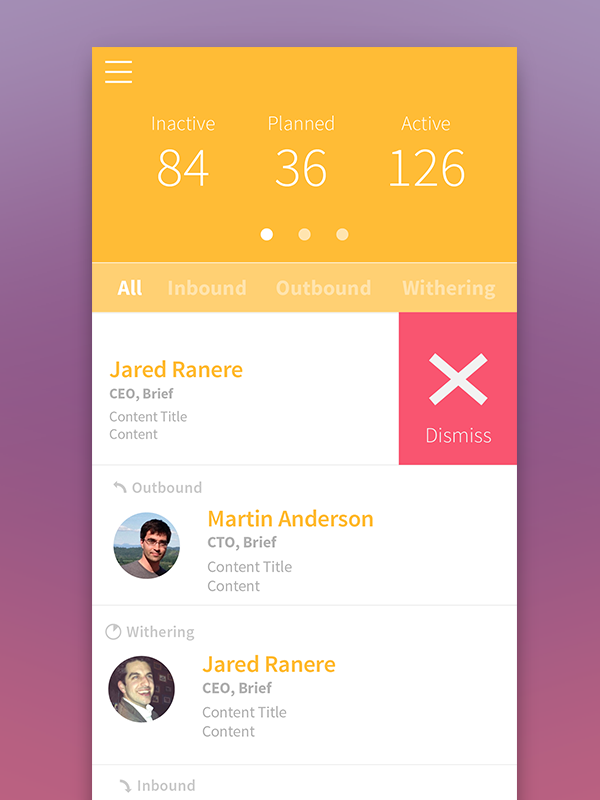 Inactive Planned Active
84 36 126
All Inbound Outbound Withering
Jared Ranere
CEO, Brief
Content Title
Content
Dismiss
Outbound
Martin Anderson
CTO, Brief
Content Title
Content
Withering
Jared Ranere
CEO, Brief
Content Title
Content
Inbound